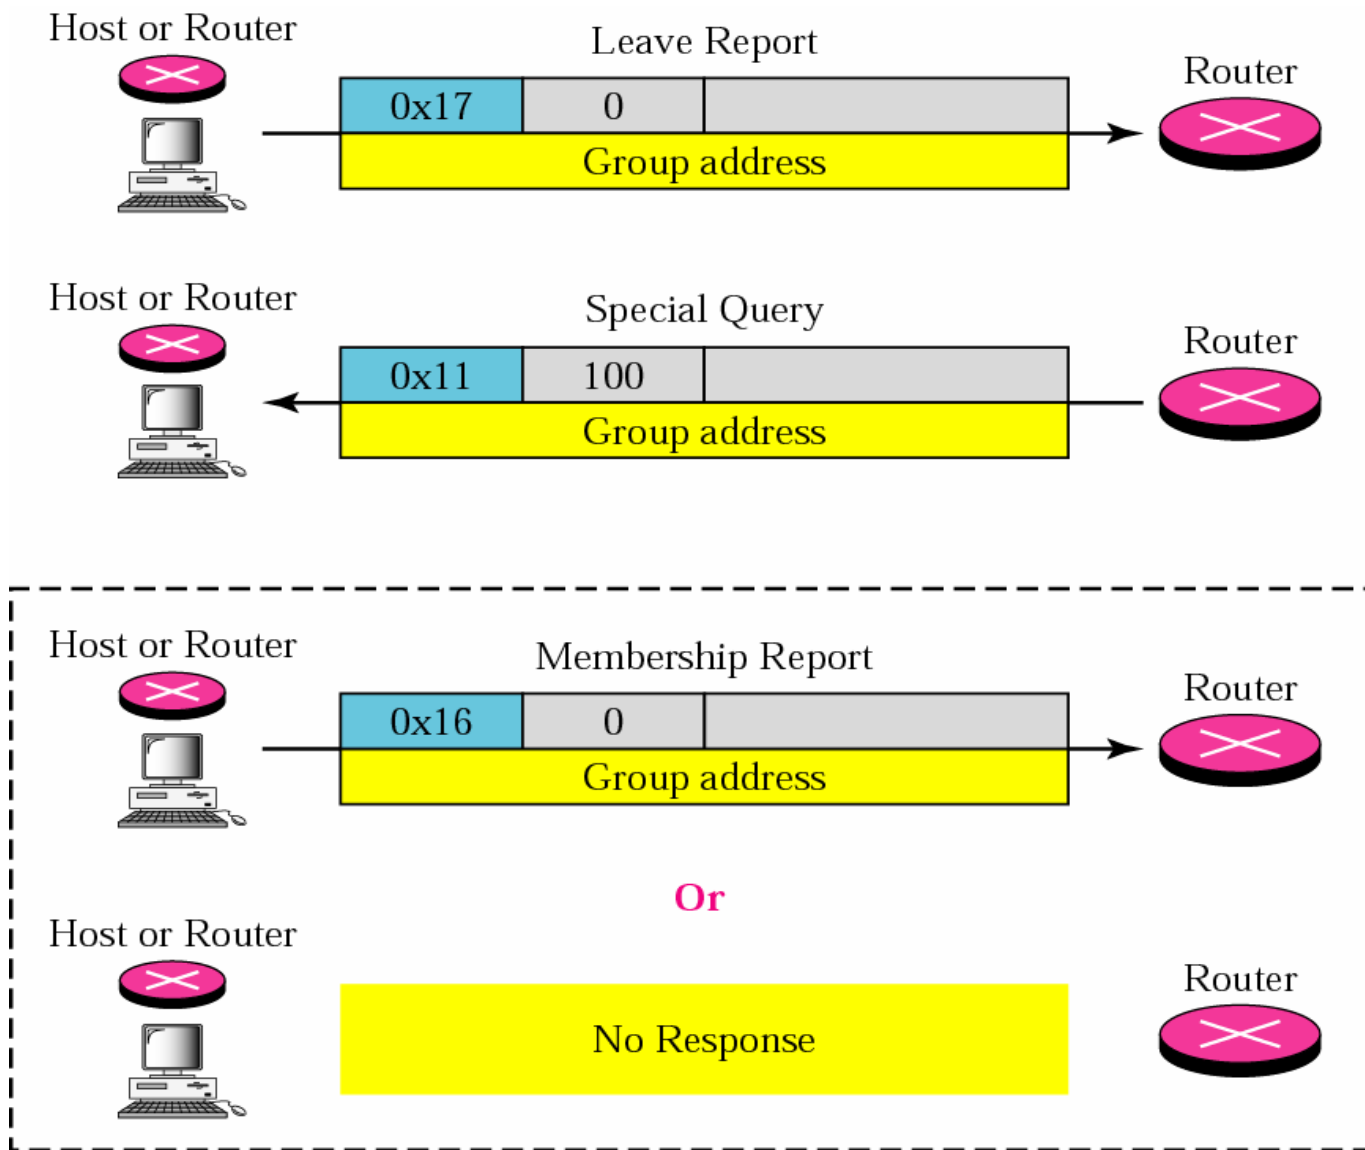 Host or Router
Leave Report
Router
0x17 0
Group address
Host or Router
Special Query
Router
0x11 100
Group address
Host or Router
Membership Report
Router
0x16 0
Group address
Or
Host or Router
Router
No Response